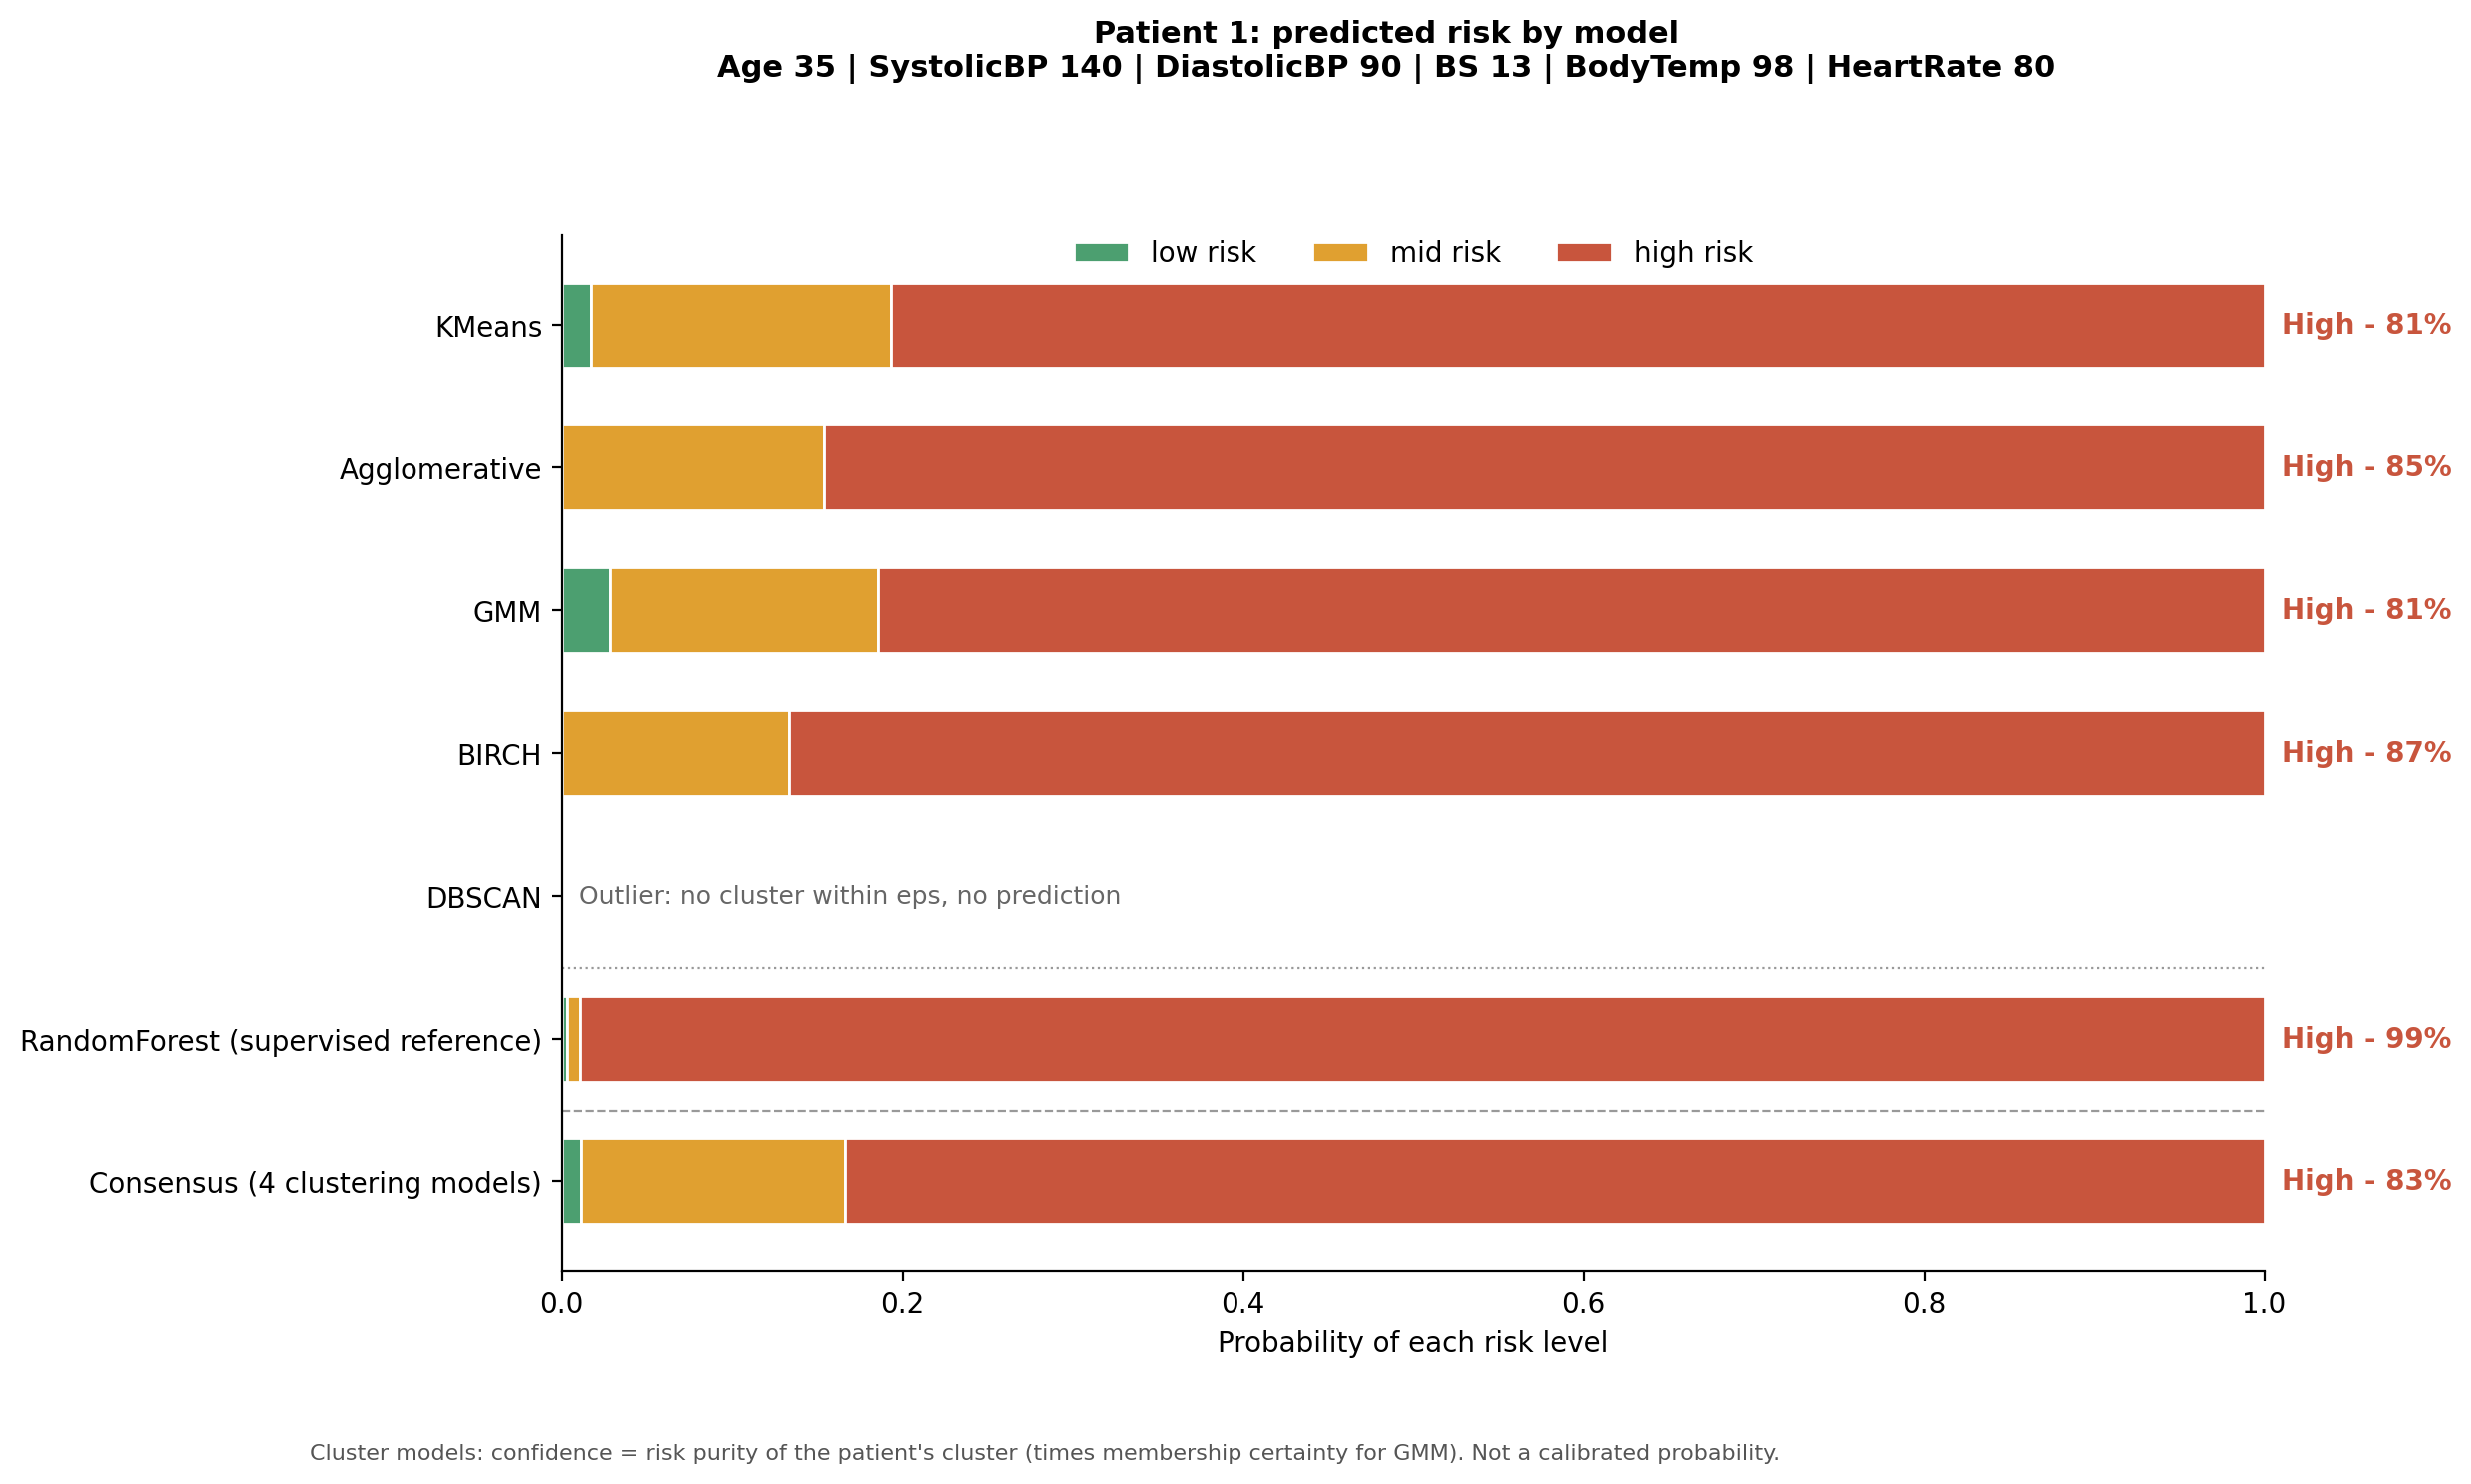 Patient 1: predicted risk by model
Age 35 | SystolicBP 140 | DiastolicBP 90 | BS 13 | BodyTemp 98 | HeartRate 80
low risk mid risk high risk
KMeans High - 81%
Agglomerative High - 85%
GMM High - 81%
BIRCH High - 87%
DBSCAN Outlier: no cluster within eps, no prediction
RandomForest (supervised reference) High - 99%
Consensus (4 clustering models) High - 83%
0.0 0.2 0.4 0.6 0.8 1.0
Probability of each risk level
Cluster models: confidence = risk purity of the patient's cluster (times membership certainty for GMM). Not a calibrated probability.